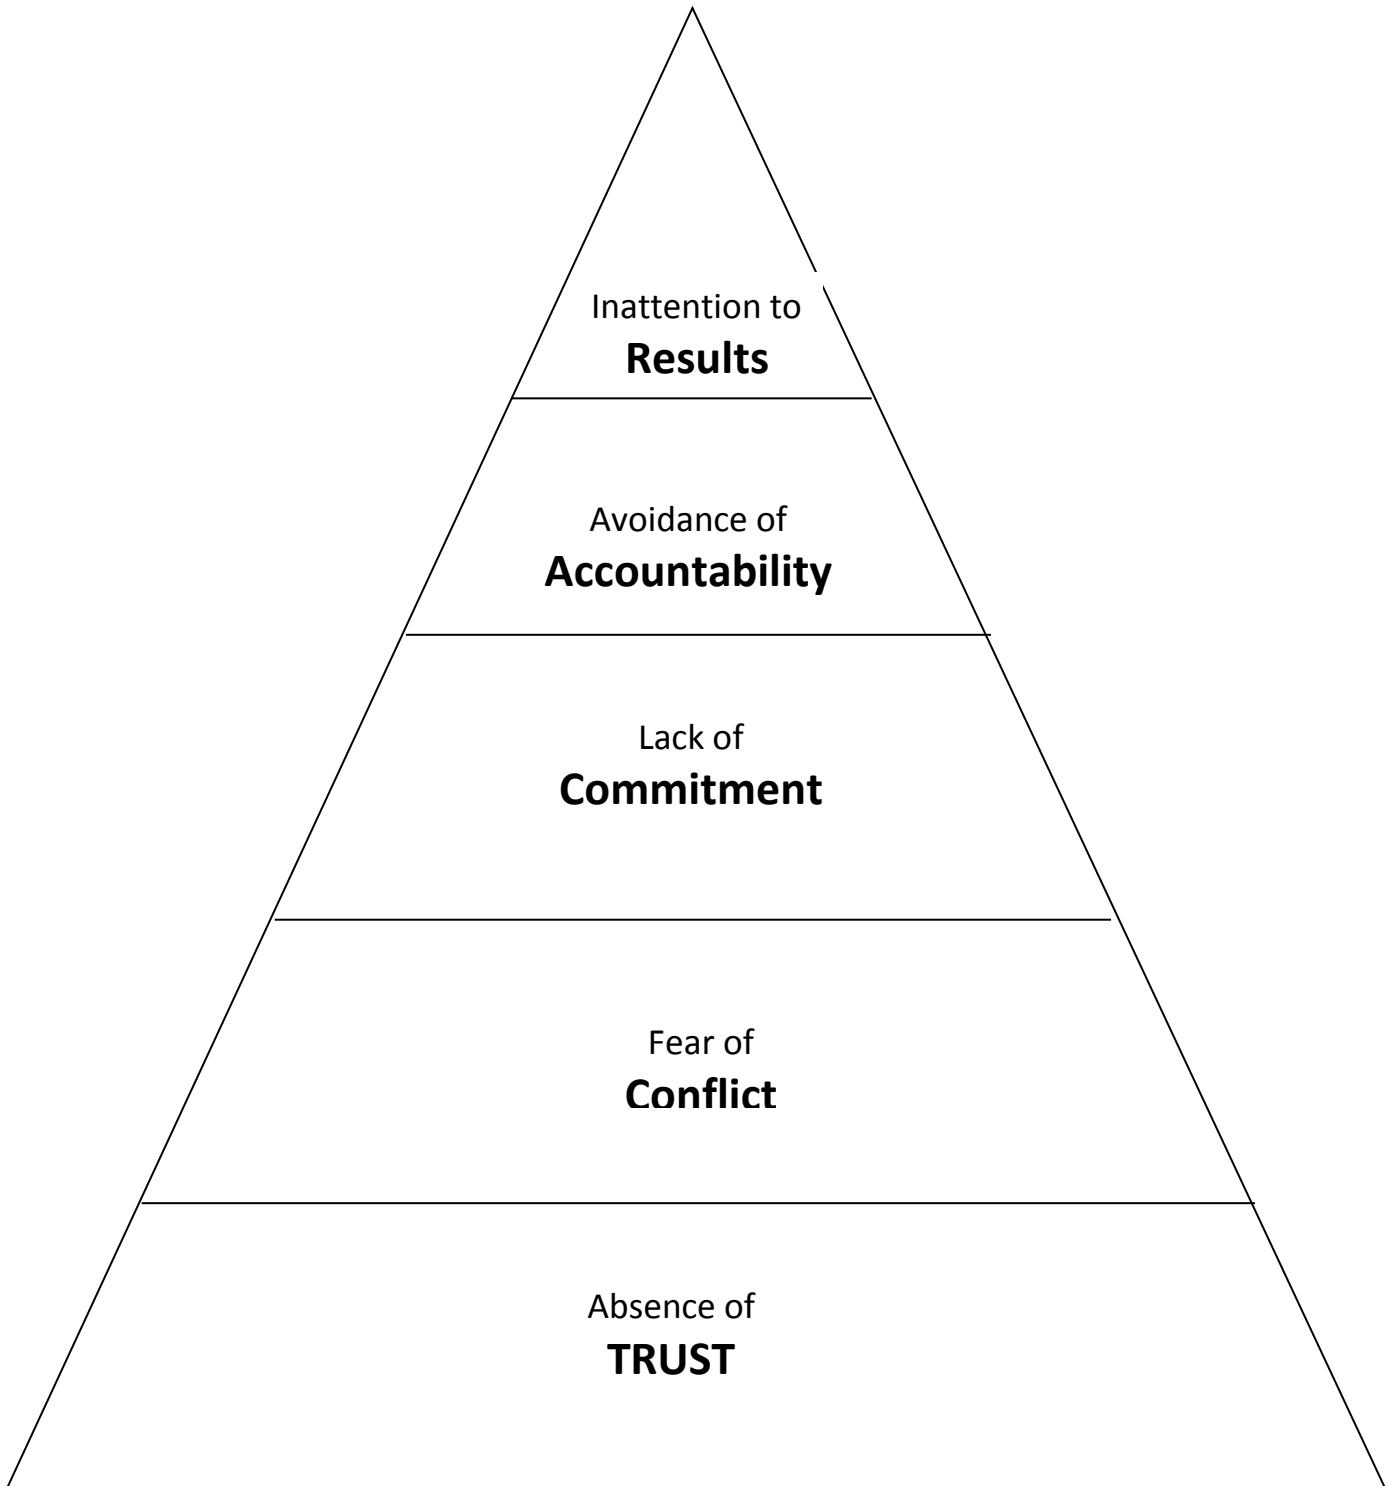 Inattention to
Results
Avoidance of
Accountability
Lack of
Commitment
Fear of
Conflict
Absence of
TRUST